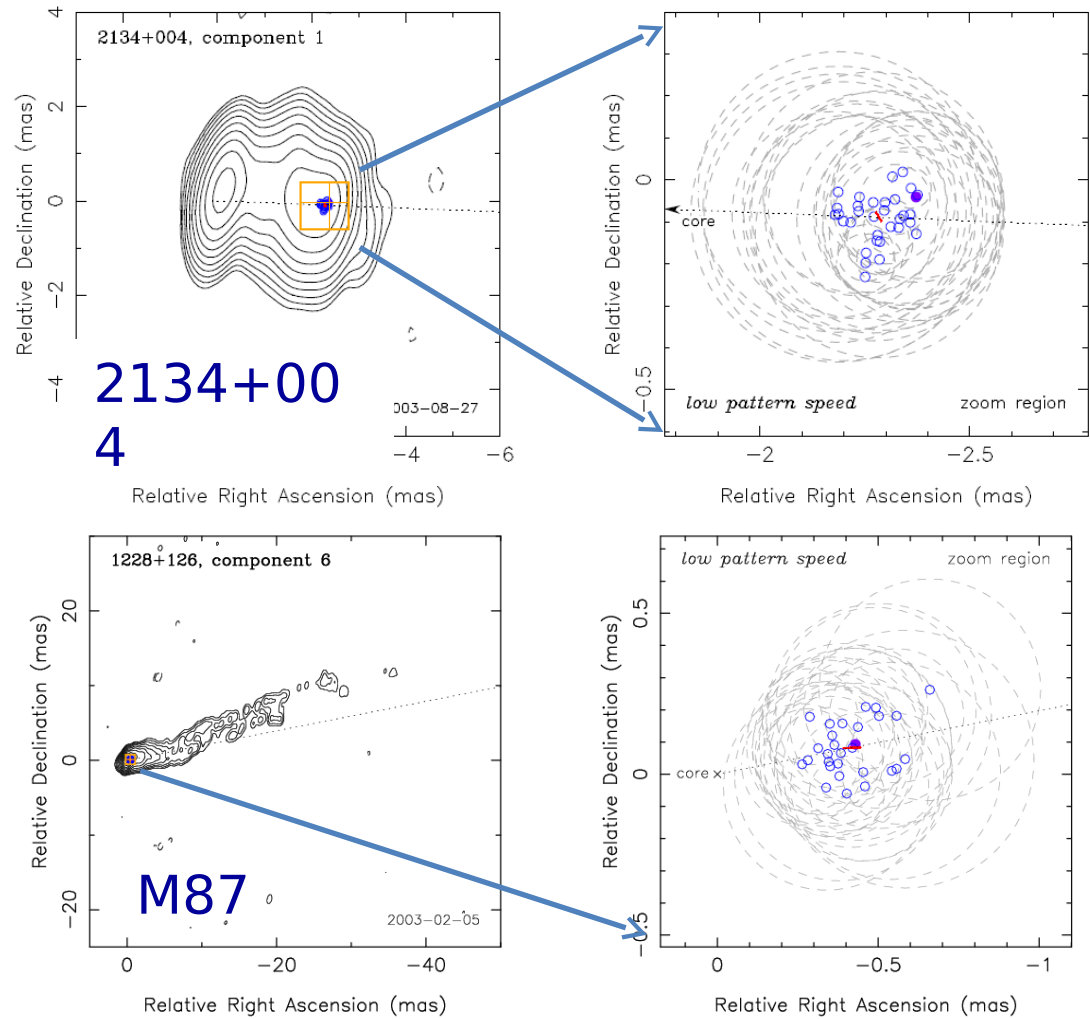 2134+004, component 1
4
2
0
−2
−4
Relative Declination (mas)
2134+00
4
003−08−27
−4
−6
Relative Right Ascension (mas)
0
−0.5
Relative Declination (mas)
core
low pattern speed
zoom region
−2
−2.5
Relative Right Ascension (mas)
1228+126, component 6
20
0
−20
Relative Declination (mas)
M87
2003−02−05
0
−20
−40
Relative Right Ascension (mas)
low pattern speed
zoom region
0.5
0
−0.5
Relative Declination (mas)
core
0
−0.5
−1
Relative Right Ascension (mas)